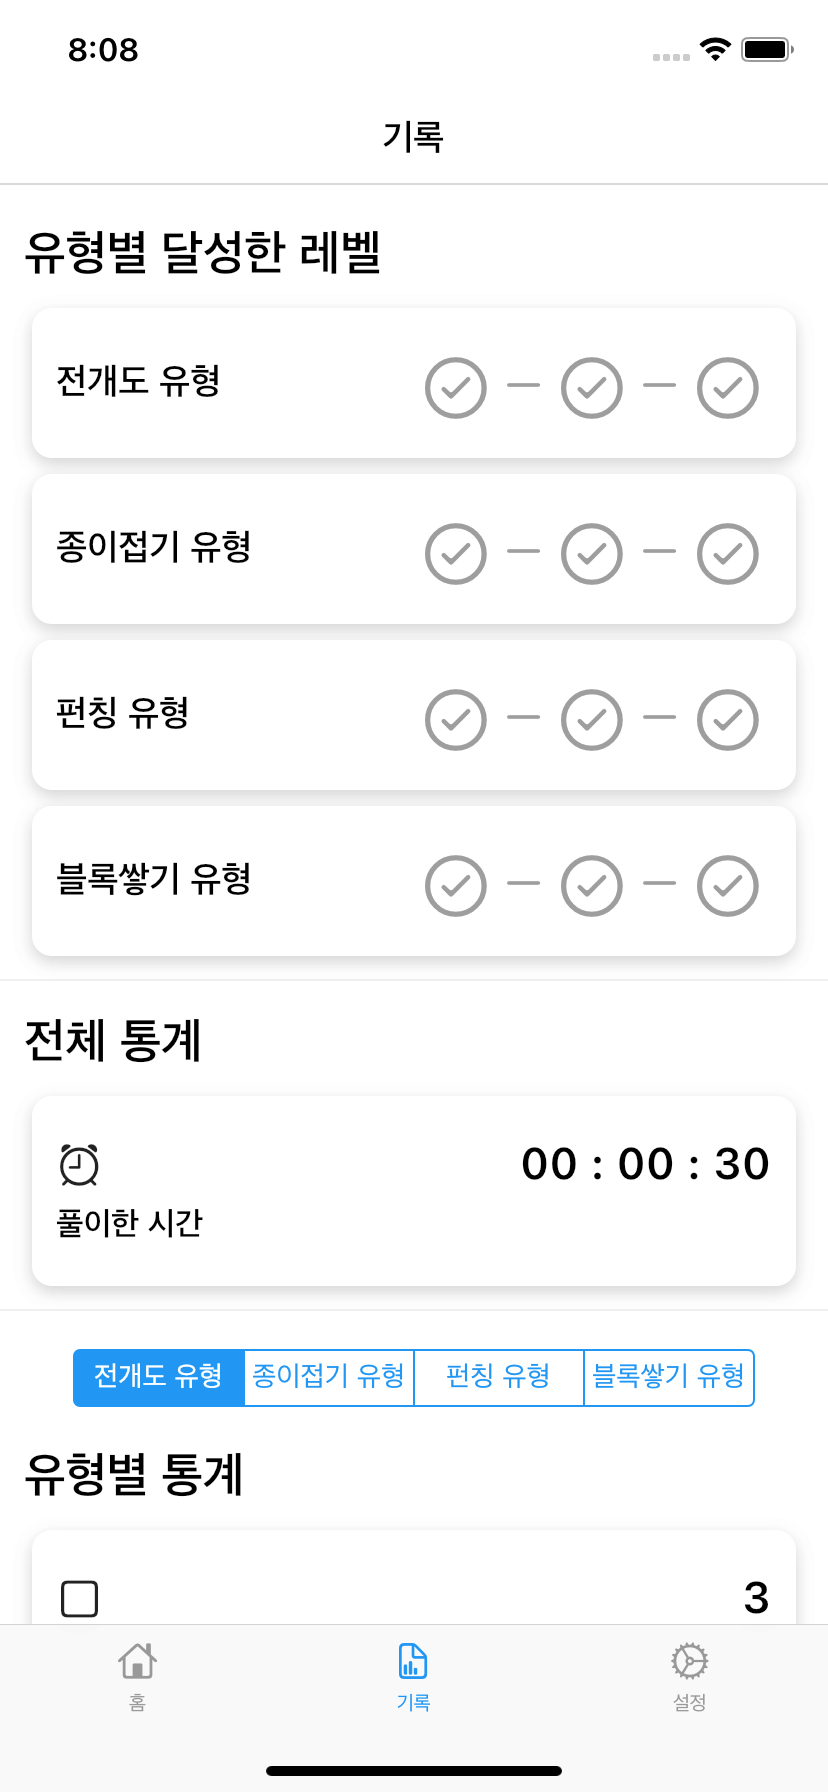 8:08
기록
유형별 달성한 레벨
전개도 유형
종이접기 유형
펀칭 유형
블록쌓기 유형
전체 통계
00 : 00 : 30
풀이한 시간
전개도 유형 종이접기 유형 펀칭 유형 블록쌓기 유형
유형별 통계
3
홈 기록 설정